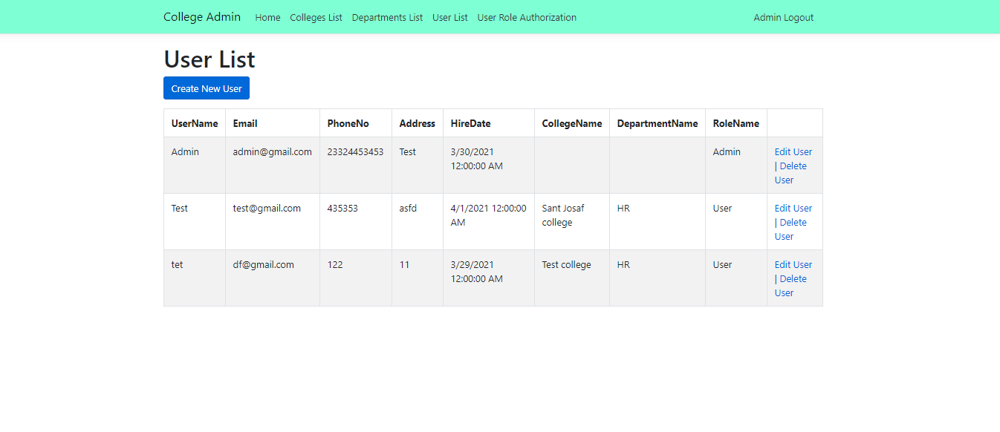 College Admin Home Colleges List Departments List User List User Role Authorization Admin Logout
User List
Create New User
UserName Email PhoneNo Address HireDate CollegeName DepartmentName RoleName
Admin admin@gmail.com 23324453453 Test 3/30/2021 Admin Edit User
12:00:00 AM | Delete
User
Test test@gmail.com 435353 asfd 4/1/2021 12:00:00 Sant Josaf HR User Edit User
AM college | Delete
User
tet df@gmail.com 122 11 3/29/2021 Test college HR User Edit User
12:00:00 AM | Delete
User